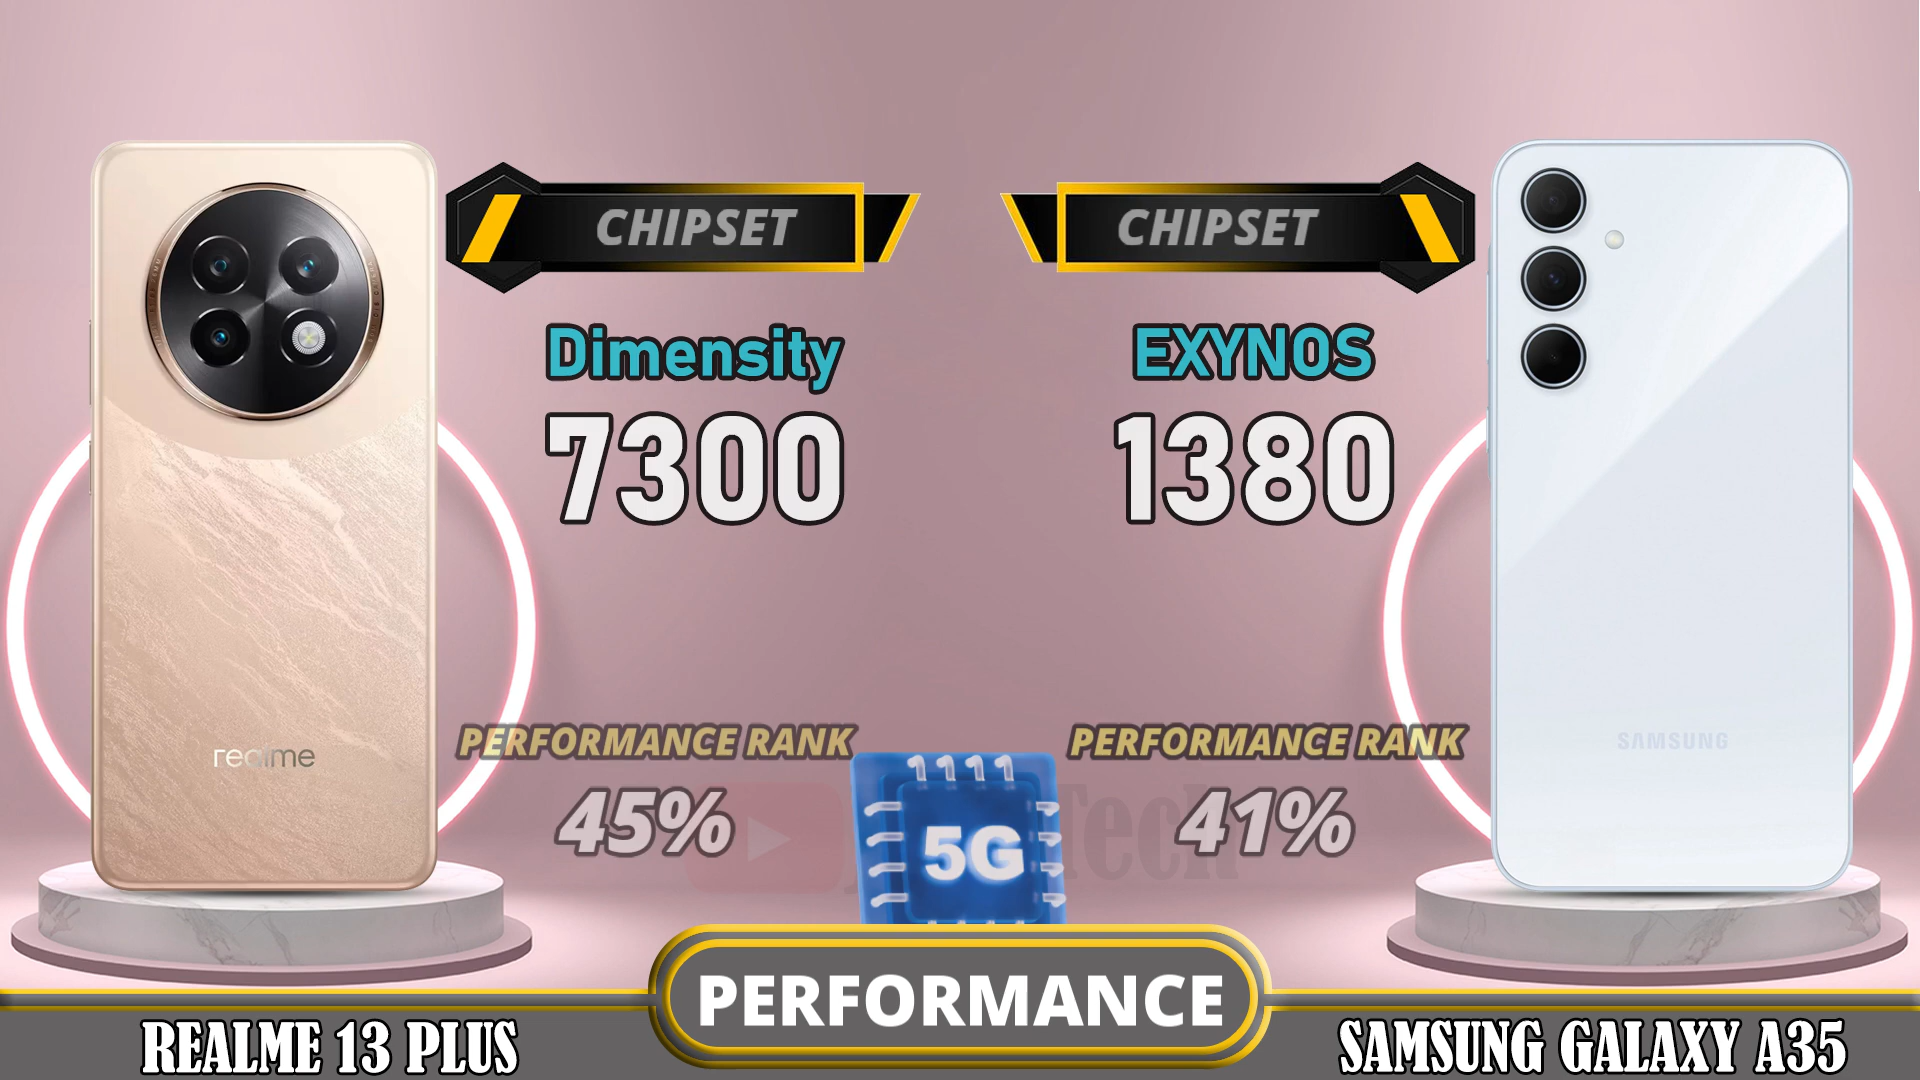 CHIPSET
Dimensity
7300
PERFORMANCE RANK
45%
realme
CHIPSET
EXYNOS
1380
PERFORMANCE RANK
41%
SAMSUNG
5G
Tech
PERFORMANCE
REALME 13 PLUS
SAMSUNG GALAXY A35